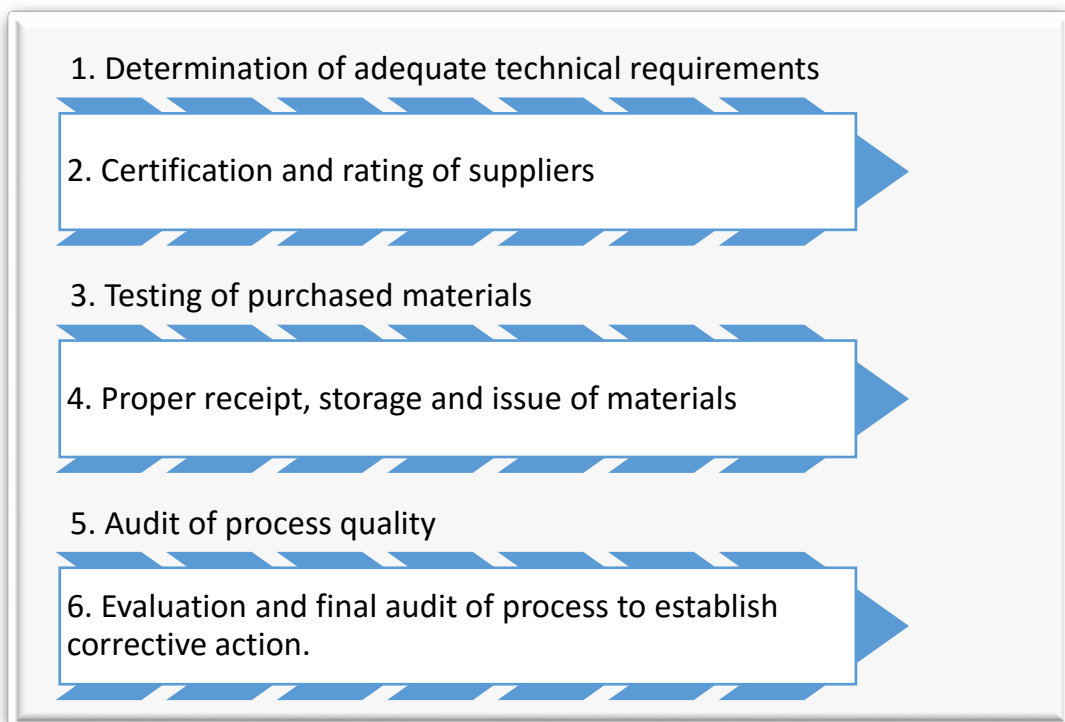 1. Determination of adequate technical requirements
2. Certification and rating of suppliers
3. Testing of purchased materials
4. Proper receipt, storage and issue of materials
5. Audit of process quality
6. Evaluation and final audit of process to establish
corrective action.